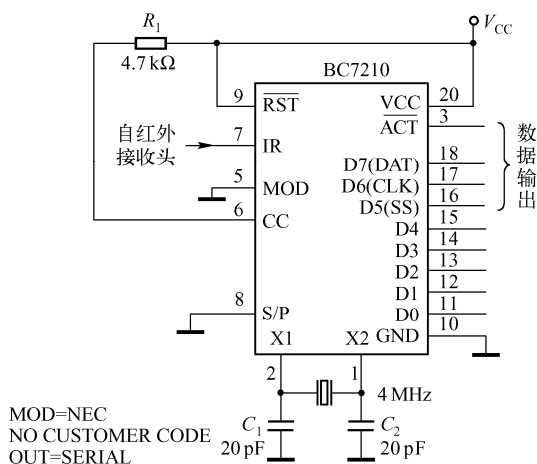 R1
4.7 kΩ
VCC
BC7210
9
RST
VCC
20
ACT
3
自红外
接收头
7
IR
数据输出
D7(DAT)
18
5
MOD
D6(CLK)
17
6
CC
D5(SS)
16
D4
15
D3
14
D2
13
D1
12
8
S/P
D0
11
GND
10
X1
X2
2
1
4 MHz
C1
20 pF
C2
20 pF
MOD=NEC
NO CUSTOMER CODE
OUT=SERIAL